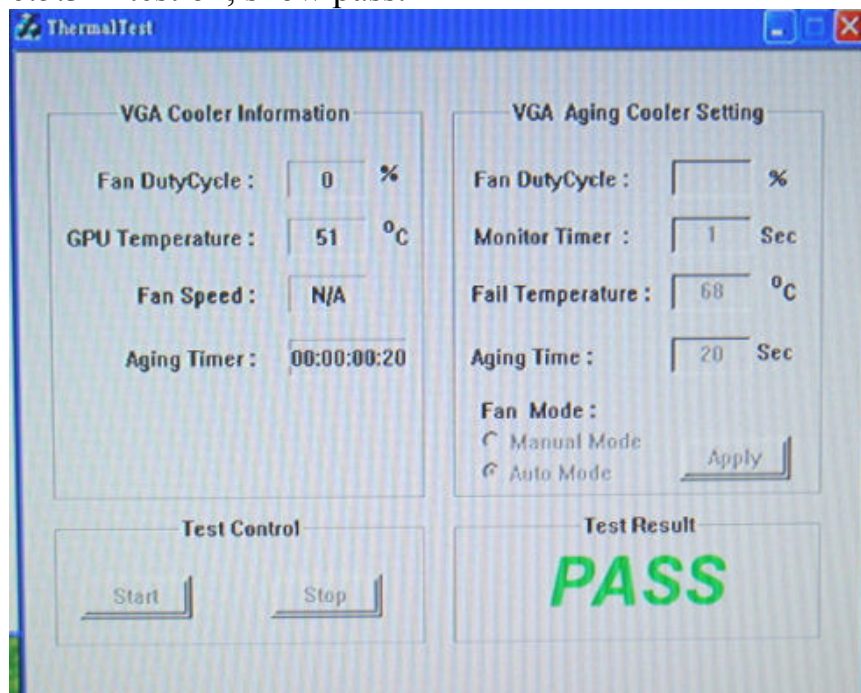 ThermalTest
VGA Cooler Information
Fan DutyCycle : 0 %
GPU Temperature : 51 ºC
Fan Speed : N/A
Aging Timer : 00:00:00:20
VGA Aging Cooler Setting
Fan DutyCycle : %
Monitor Timer : 1 Sec
Fail Temperature : 68 ºC
Aging Time : 20 Sec
Fan Mode :
Manual Mode
Auto Mode
Apply
Test Control
Start Stop
Test Result
PASS